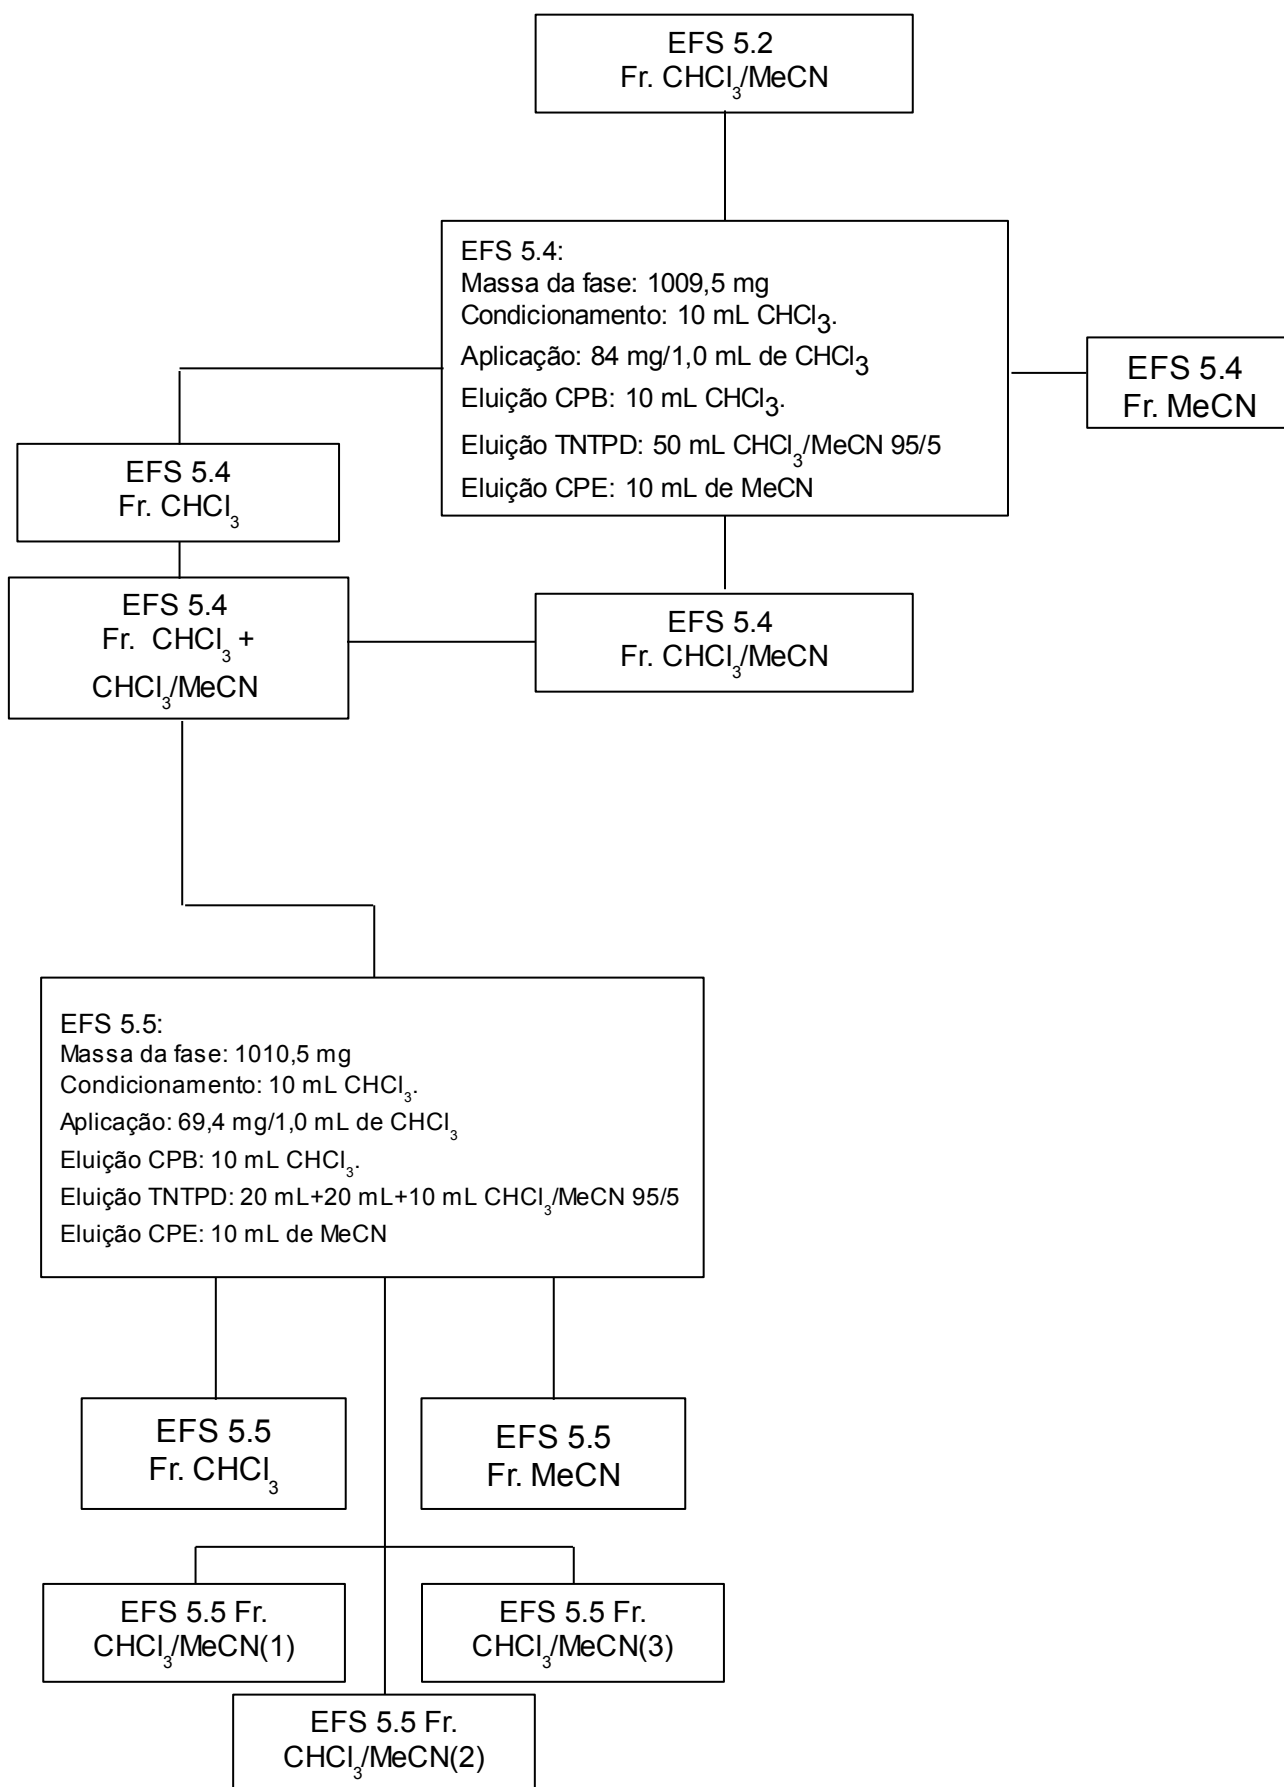 EFS 5.2
Fr. CHCl₃/MeCN
EFS 5.4:
Massa da fase: 1009,5 mg
Condicionamento: 10 mL CHCl₃.
Aplicação: 84 mg/1,0 mL de CHCl₃
Eluição CPB: 10 mL CHCl₃.
Eluição TNTPD: 50 mL CHCl₃/MeCN 95/5
Eluição CPE: 10 mL de MeCN
EFS 5.4
Fr. MeCN
EFS 5.4
Fr. CHCl₃
EFS 5.4
Fr. CHCl₃ +
CHCl₃/MeCN
EFS 5.4
Fr. CHCl₃/MeCN
EFS 5.5:
Massa da fase: 1010,5 mg
Condicionamento: 10 mL CHCl₃.
Aplicação: 69,4 mg/1,0 mL de CHCl₃
Eluição CPB: 10 mL CHCl₃.
Eluição TNTPD: 20 mL+20 mL+10 mL CHCl₃/MeCN 95/5
Eluição CPE: 10 mL de MeCN
EFS 5.5
Fr. CHCl₃
EFS 5.5
Fr. MeCN
EFS 5.5 Fr.
CHCl₃/MeCN(1)
EFS 5.5 Fr.
CHCl₃/MeCN(3)
EFS 5.5 Fr.
CHCl₃/MeCN(2)